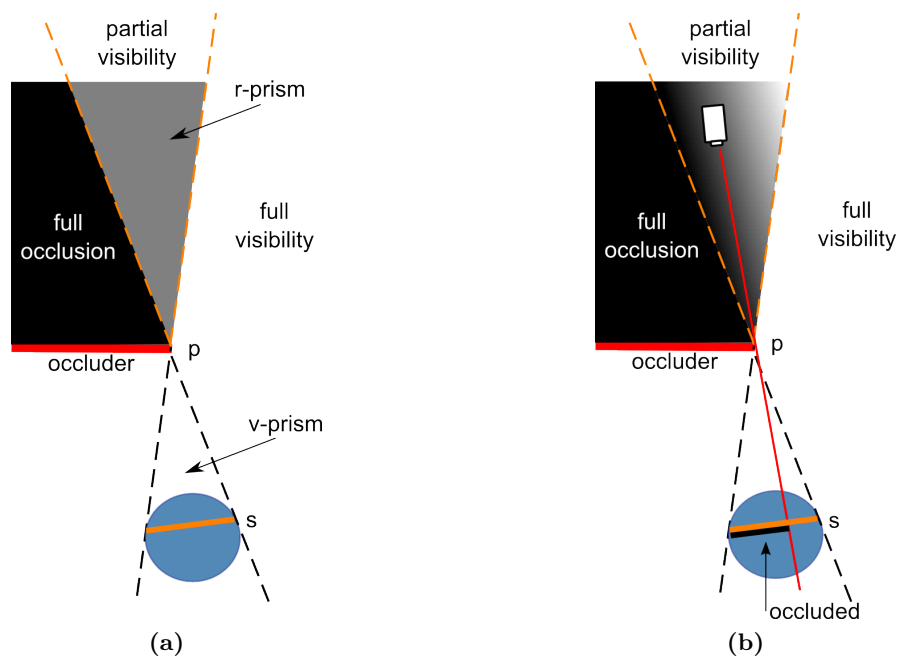 partial
visibility
r-prism
full
occlusion
full
visibility
p
occluder
v-prism
s
(a)
partial
visibility
full
occlusion
full
visibility
p
occluder
s
occluded
(b)